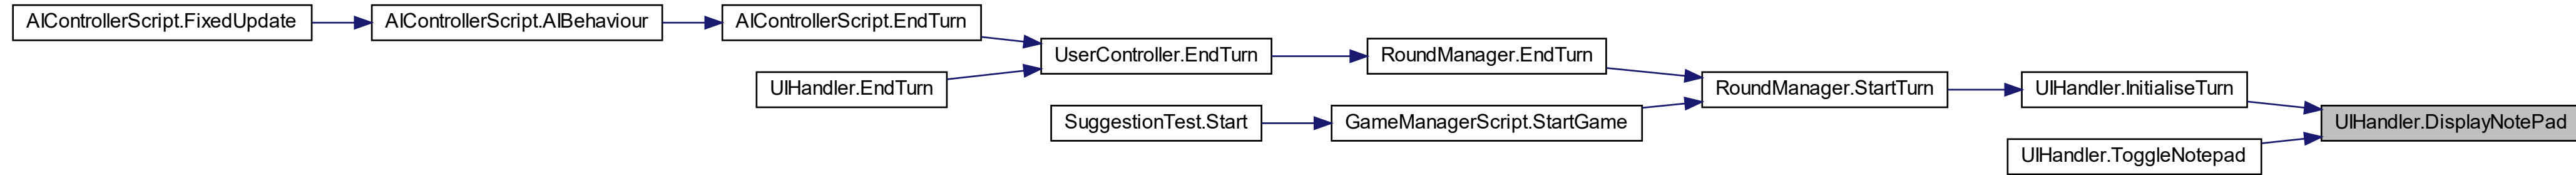 AIControllerScript.FixedUpdate
AIControllerScript.AIBehaviour
AIControllerScript.EndTurn
UserController.EndTurn
RoundManager.EndTurn
UIHandler.EndTurn
RoundManager.StartTurn
UIHandler.InitialiseTurn
SuggestionTest.Start
GameManagerScript.StartGame
UIHandler.DisplayNotePad
UIHandler.ToggleNotepad